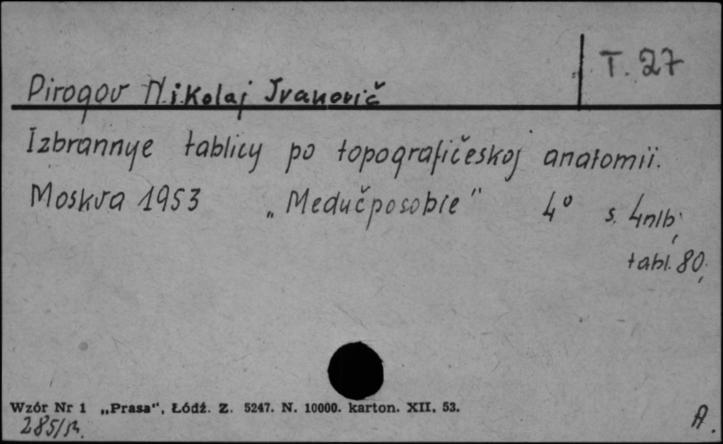 T. 27
Pirogov Nikolaj Ivanovič
Izbrannye tablicy po topografičeskoj anatomii.
Moskva 1953 „Medučposobie" 4° s. 4nlb;
tabl. 80.
Wzór Nr 1 „Prasa", Łódź. Z. 5247. N. 10000. karton. XII. 53.
285/
A.